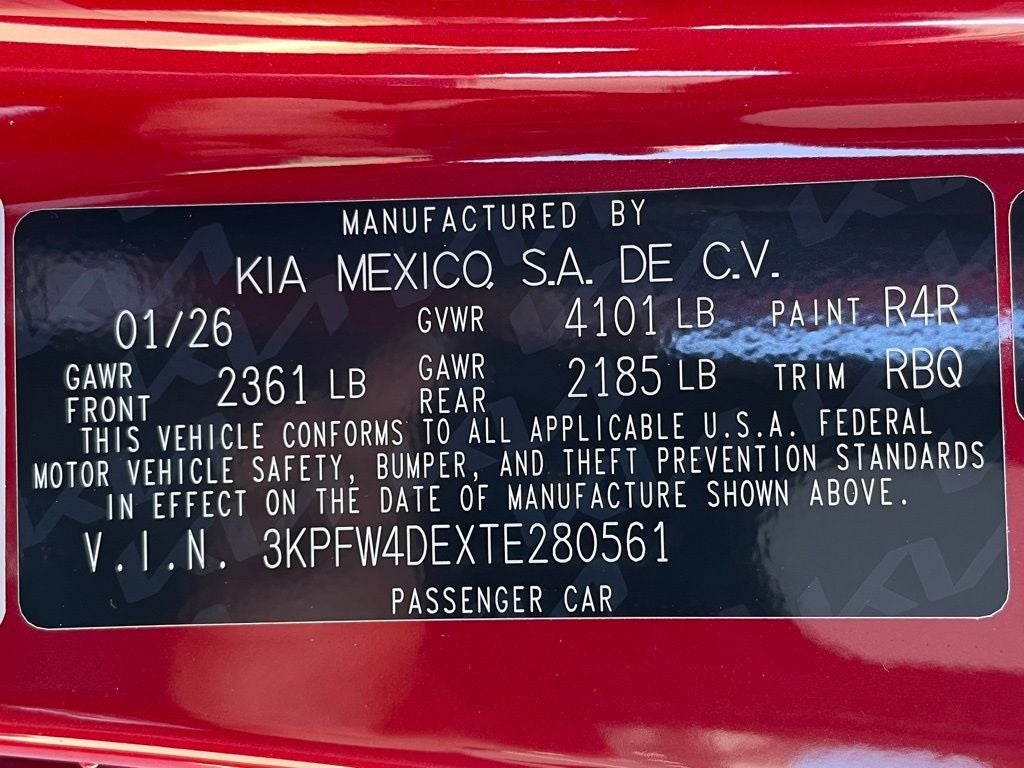 MANUFACTURED BY
KIA MEXICO, S.A. DE C.V.
01/26 GVWR 4101 LB PAINT R4R
GAWR FRONT 2361 LB GAWR REAR 2185 LB TRIM RBQ
THIS VEHICLE CONFORMS TO ALL APPLICABLE U.S.A. FEDERAL
MOTOR VEHICLE SAFETY, BUMPER, AND THEFT PREVENTION STANDARDS
IN EFFECT ON THE DATE OF MANUFACTURE SHOWN ABOVE.
V.I.N. 3KPFW4DEXTE280561
PASSENGER CAR